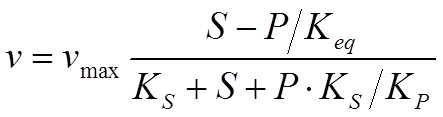 v = v_max (S − P/K_eq) / (K_S + S + P · K_S/K_P)